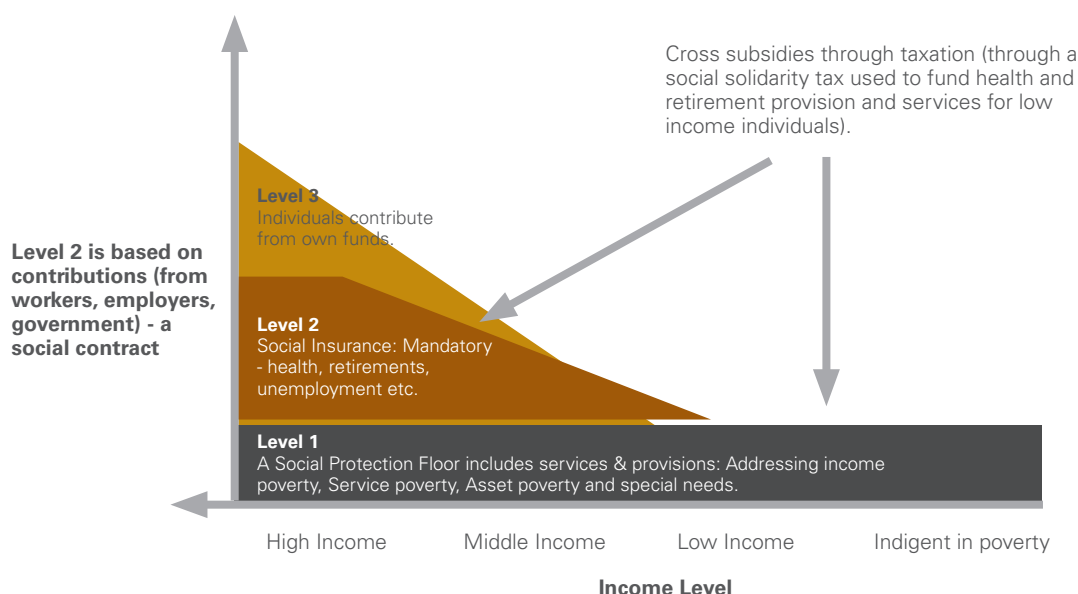 Cross subsidies through taxation (through a
social solidarity tax used to fund health and
retirement provision and services for low
income individuals).
Level 3
Individuals contribute
from own funds.
Level 2 is based on
contributions (from
workers, employers,
government) - a
social contract
Level 2
Social Insurance: Mandatory
- health, retirements,
unemployment etc.
Level 1
A Social Protection Floor includes services & provisions: Addressing income
poverty, Service poverty, Asset poverty and special needs.
High Income
Middle Income
Low Income
Indigent in poverty
Income Level